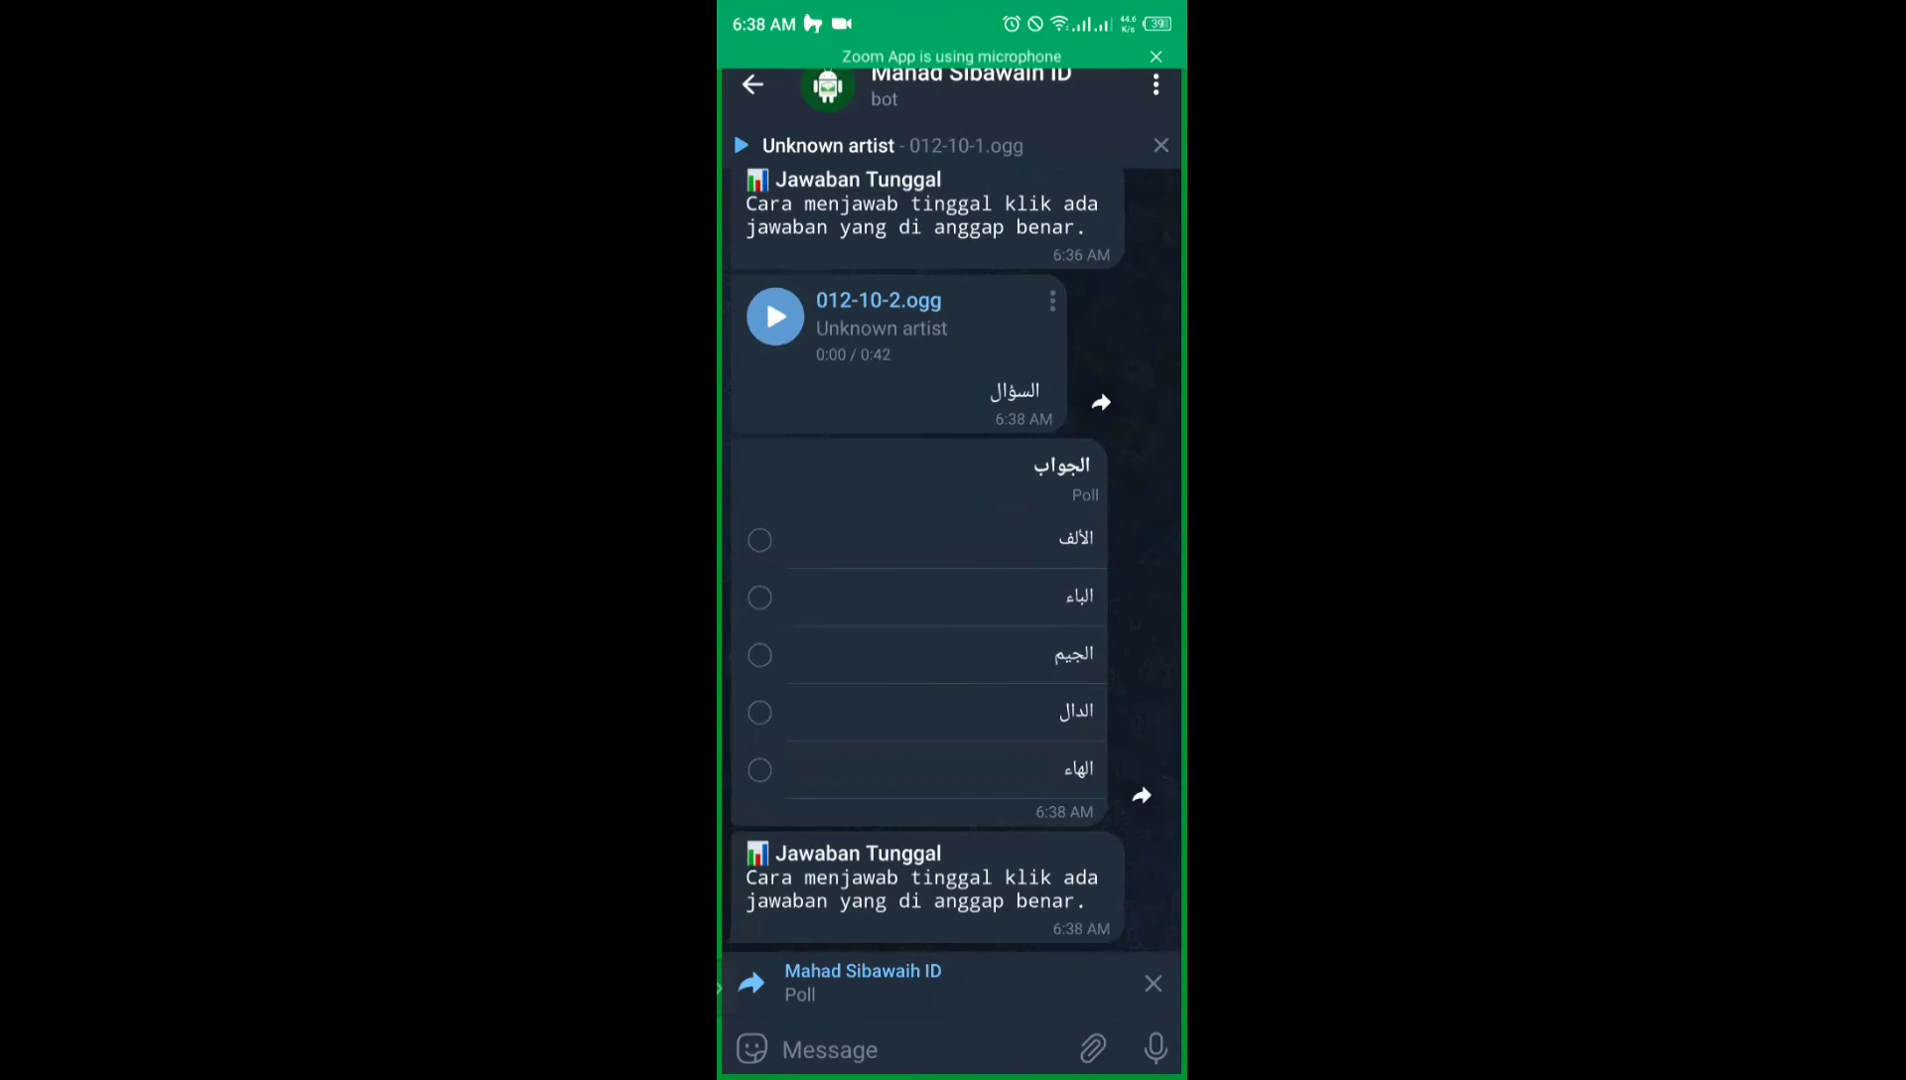 6:38 AM
44.6
K/s
39
Zoom App is using microphone
Mahad Sibawaih ID
bot
Unknown artist - 012-10-1.ogg
Jawaban Tunggal
Cara menjawab tinggal klik ada
jawaban yang di anggap benar.
6:36 AM
012-10-2.ogg
Unknown artist
0:00 / 0:42
السؤال
6:38 AM
الجواب
Poll
الألف
الباء
الجيم
الدال
الهاء
6:38 AM
Jawaban Tunggal
Cara menjawab tinggal klik ada
jawaban yang di anggap benar.
6:38 AM
Mahad Sibawaih ID
Poll
Message